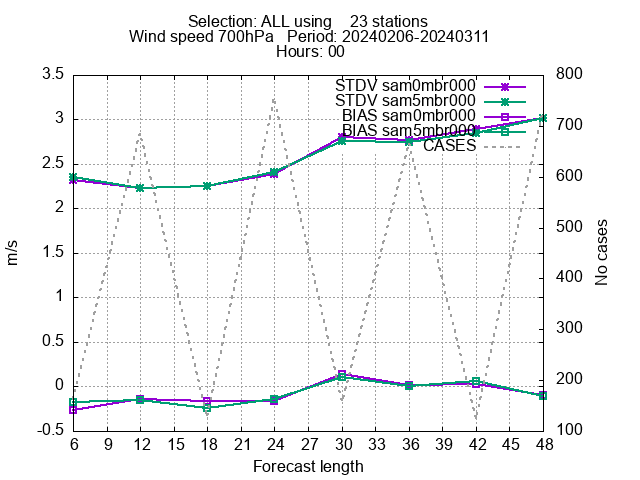 Selection: ALL using    23 stations
Wind speed 700hPa   Period: 20240206-20240311
Hours: 00
3.5
3
2.5
2
1.5
1
0.5
0
-0.5
800
700
600
500
400
300
200
100
m/s
No cases
STDV sam0mbr000
STDV sam5mbr000
BIAS sam0mbr000
BIAS sam5mbr000
CASES
6 9 12 15 18 21 24 27 30 33 36 39 42 45 48
Forecast length